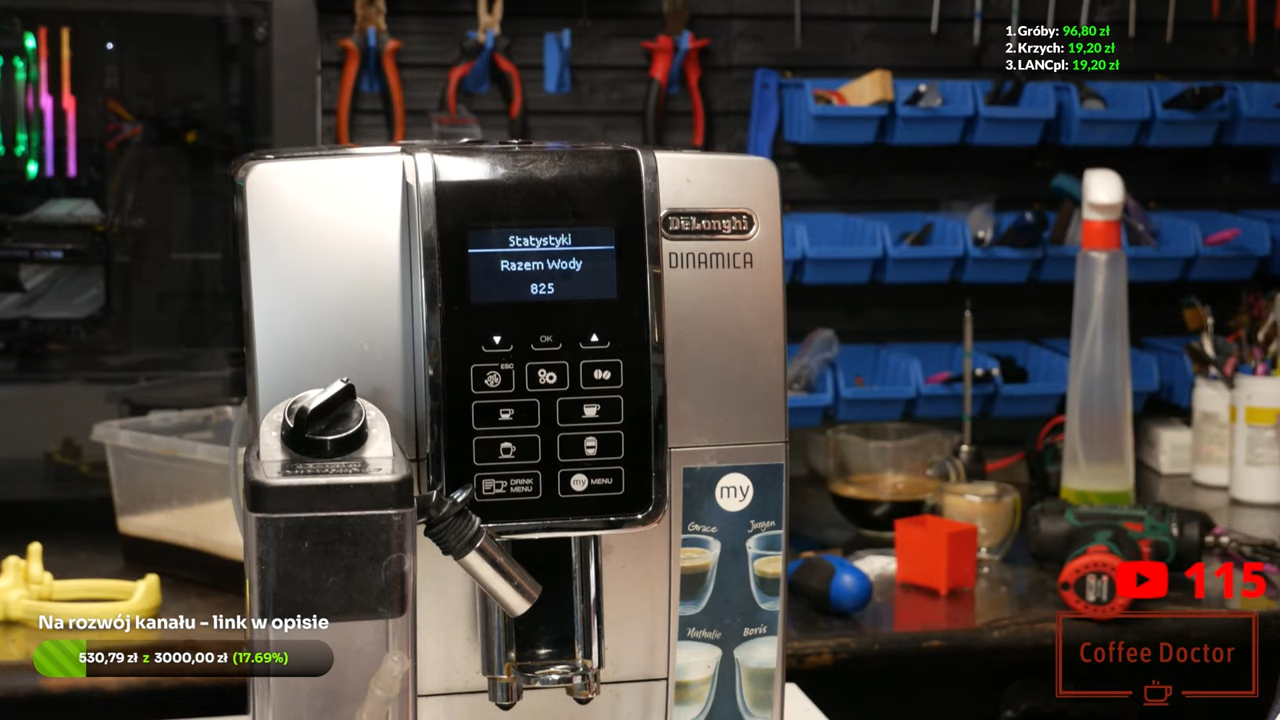 1.Gróby: 96,80 zł
2.Krzych: 19,20 zł
3.LANCpl: 19,20 zł
DeLonghi
DINAMICA
Statystyki
Razem Wody
825
OK
ESC
DRINK
MENU
my MENU
my
Grace
Jurgen
Nathalie
Boris
Na rozwój kanału - link w opisie
530,79 zł z 3000,00 zł (17.69%)
115
Coffee Doctor